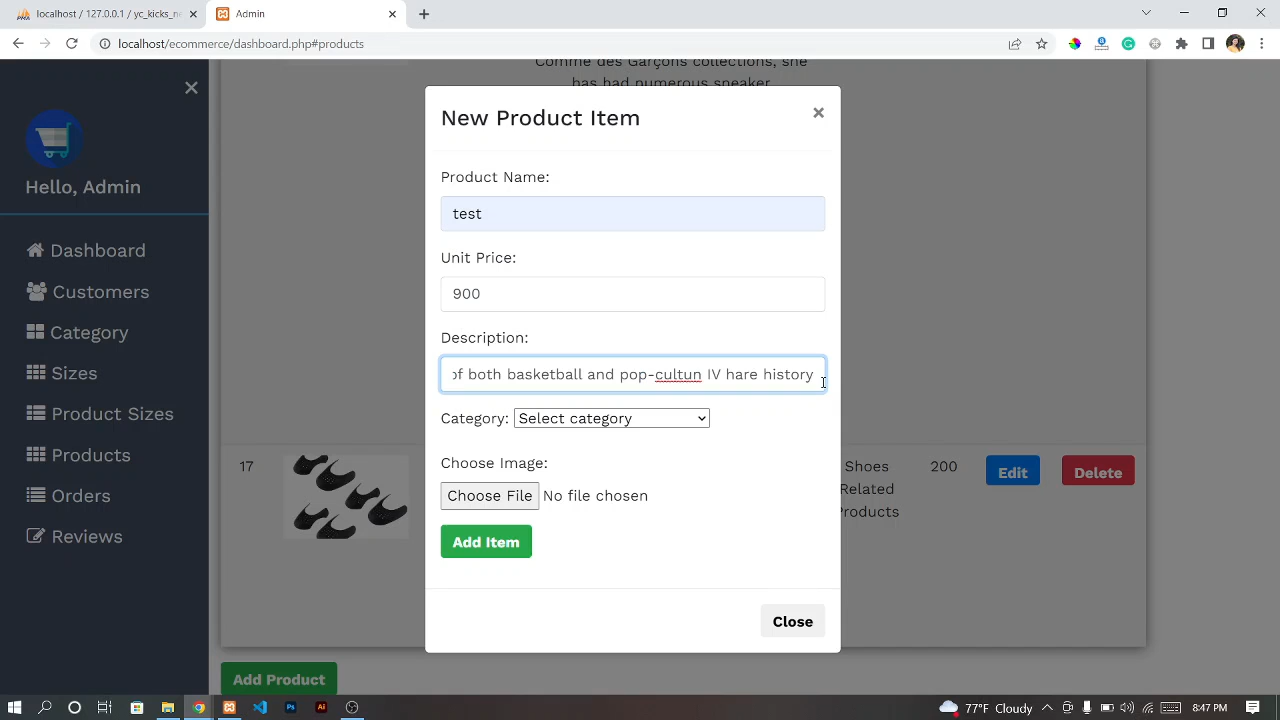 localhost / 127.0.0.1 / yc_kicks_ne
Admin
localhost/ecommerce/dashboard.php#products
Comme des Garçons collections, she
has had numerous sneaker
Hello, Admin
Dashboard
Customers
Category
Sizes
Product Sizes
Products
Orders
Reviews
New Product Item
×
Product Name:
test
Unit Price:
900
Description:
of both basketball and pop-cultun IV hare history
Category: Select category
Choose Image:
Choose File No file chosen
Add Item
Close
17
Shoes
Related
Products
200
Edit
Delete
Add Product
Ps
Ai
77°F Cloudy
8:47 PM